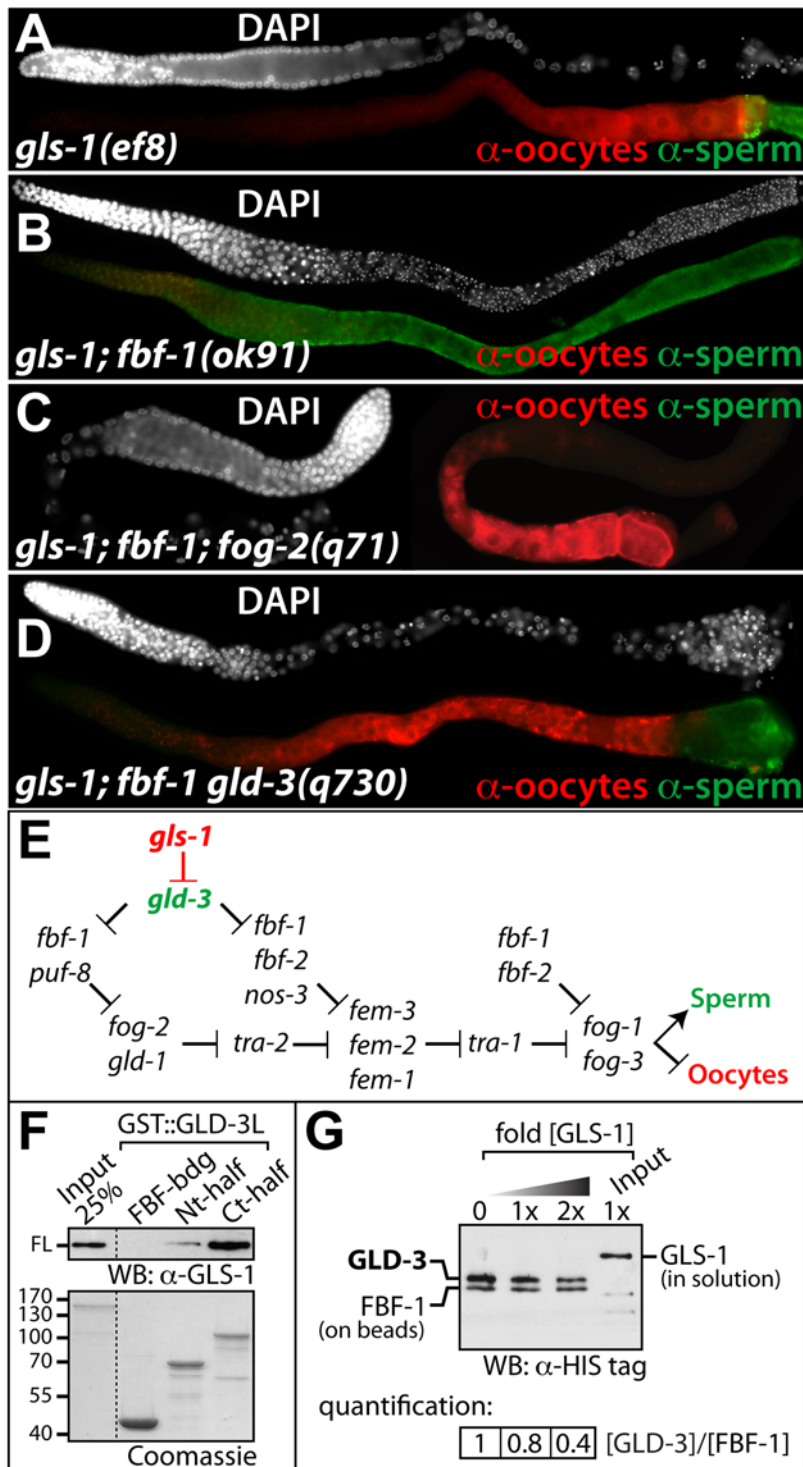 A
DAPI
gls-1(ef8)
α-oocytes α-sperm
B
DAPI
gls-1; fbf-1(ok91)
α-oocytes α-sperm
C
DAPI
α-oocytes α-sperm
gls-1; fbf-1; fog-2(q71)
D
DAPI
gls-1; fbf-1 gld-3(q730)
α-oocytes α-sperm
E
gls-1
gld-3
fbf-1
puf-8
fbf-1
fbf-2
nos-3
fbf-1
fbf-2
fog-2
gld-1
tra-2
fem-3
fem-2
fem-1
tra-1
fog-1
fog-3
Sperm
Oocytes
F
GST::GLD-3L
Input
25%
FBF-bdg
Nt-half
Ct-half
FL
WB: α-GLS-1
170
130
100
70
55
40
Coomassie
G
fold [GLS-1]
Input
0 1x 2x 1x
GLD-3
FBF-1
(on beads)
GLS-1
(in solution)
WB: α-HIS tag
quantification:
1 0.8 0.4 [GLD-3]/[FBF-1]